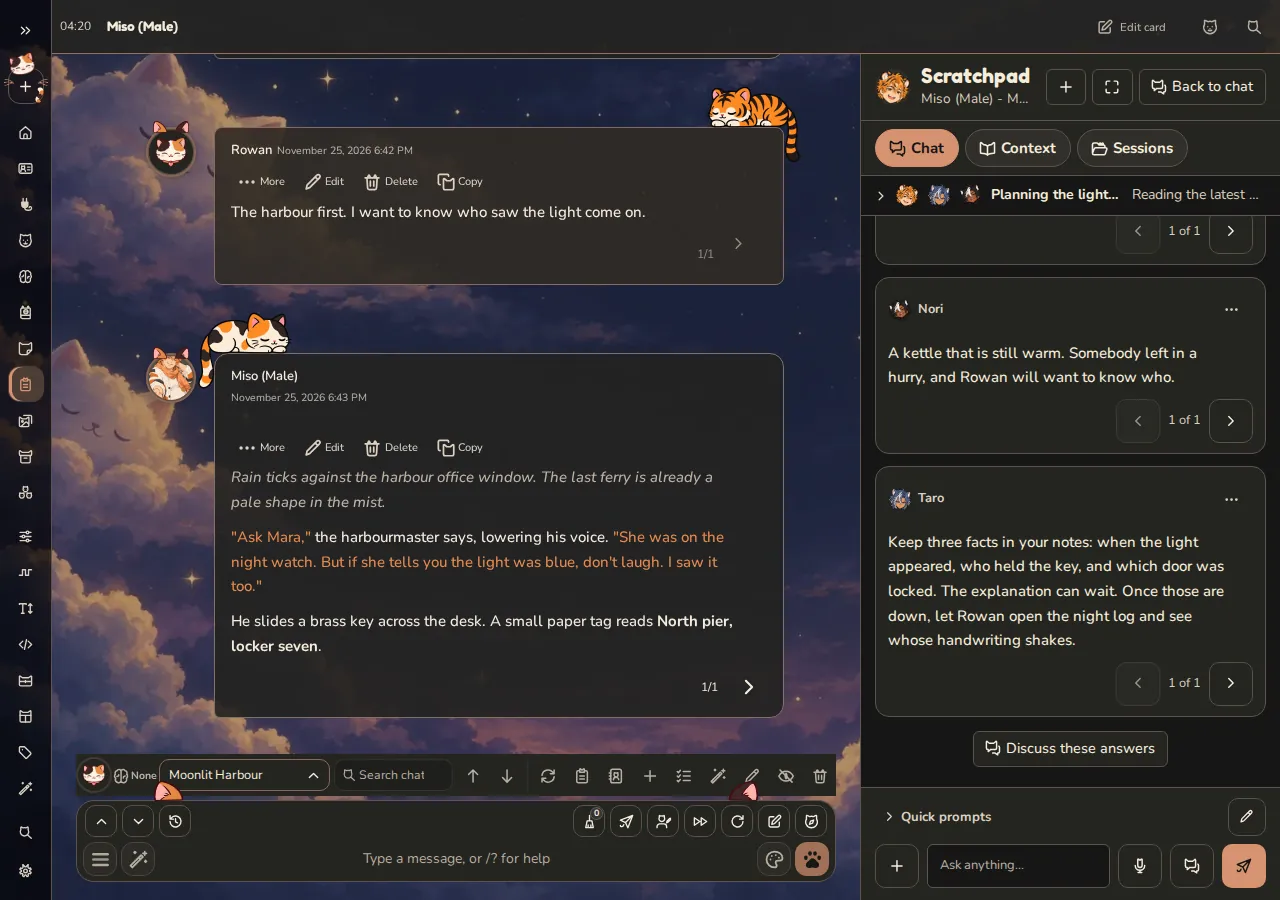 04:20
Miso (Male)
Edit card
Rowan November 25, 2026 6:42 PM
More Edit Delete Copy
The harbour first. I want to know who saw the light come on.
1/1
Miso (Male)
November 25, 2026 6:43 PM
More Edit Delete Copy
Rain ticks against the harbour office window. The last ferry is already a
pale shape in the mist.
"Ask Mara," the harbourmaster says, lowering his voice. "She was on the
night watch. But if she tells you the light was blue, don't laugh. I saw it
too."
He slides a brass key across the desk. A small paper tag reads North pier,
locker seven.
1/1
None
Moonlit Harbour
Search chat
0
Type a message, or /? for help
Scratchpad
Miso (Male) - M...
Back to chat
Chat
Context
Sessions
Planning the light... Reading the latest ...
1 of 1
Nori
A kettle that is still warm. Somebody left in a
hurry, and Rowan will want to know who.
1 of 1
Taro
Keep three facts in your notes: when the light
appeared, who held the key, and which door was
locked. The explanation can wait. Once those are
down, let Rowan open the night log and see
whose handwriting shakes.
1 of 1
Discuss these answers
Quick prompts
Ask anything...